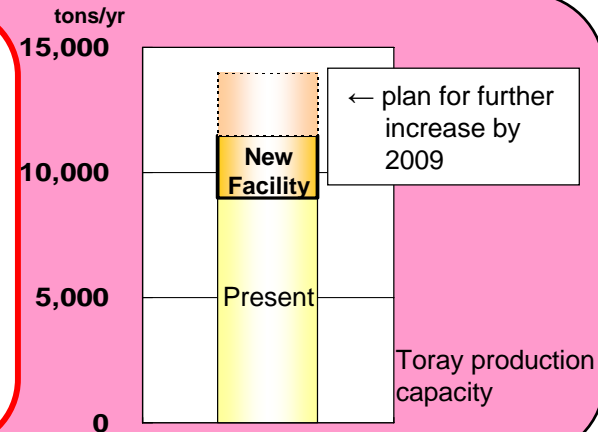 tons/yr
15,000
← plan for further
increase by
2009
New
Facility
10,000
Present
5,000
Toray production
capacity
0